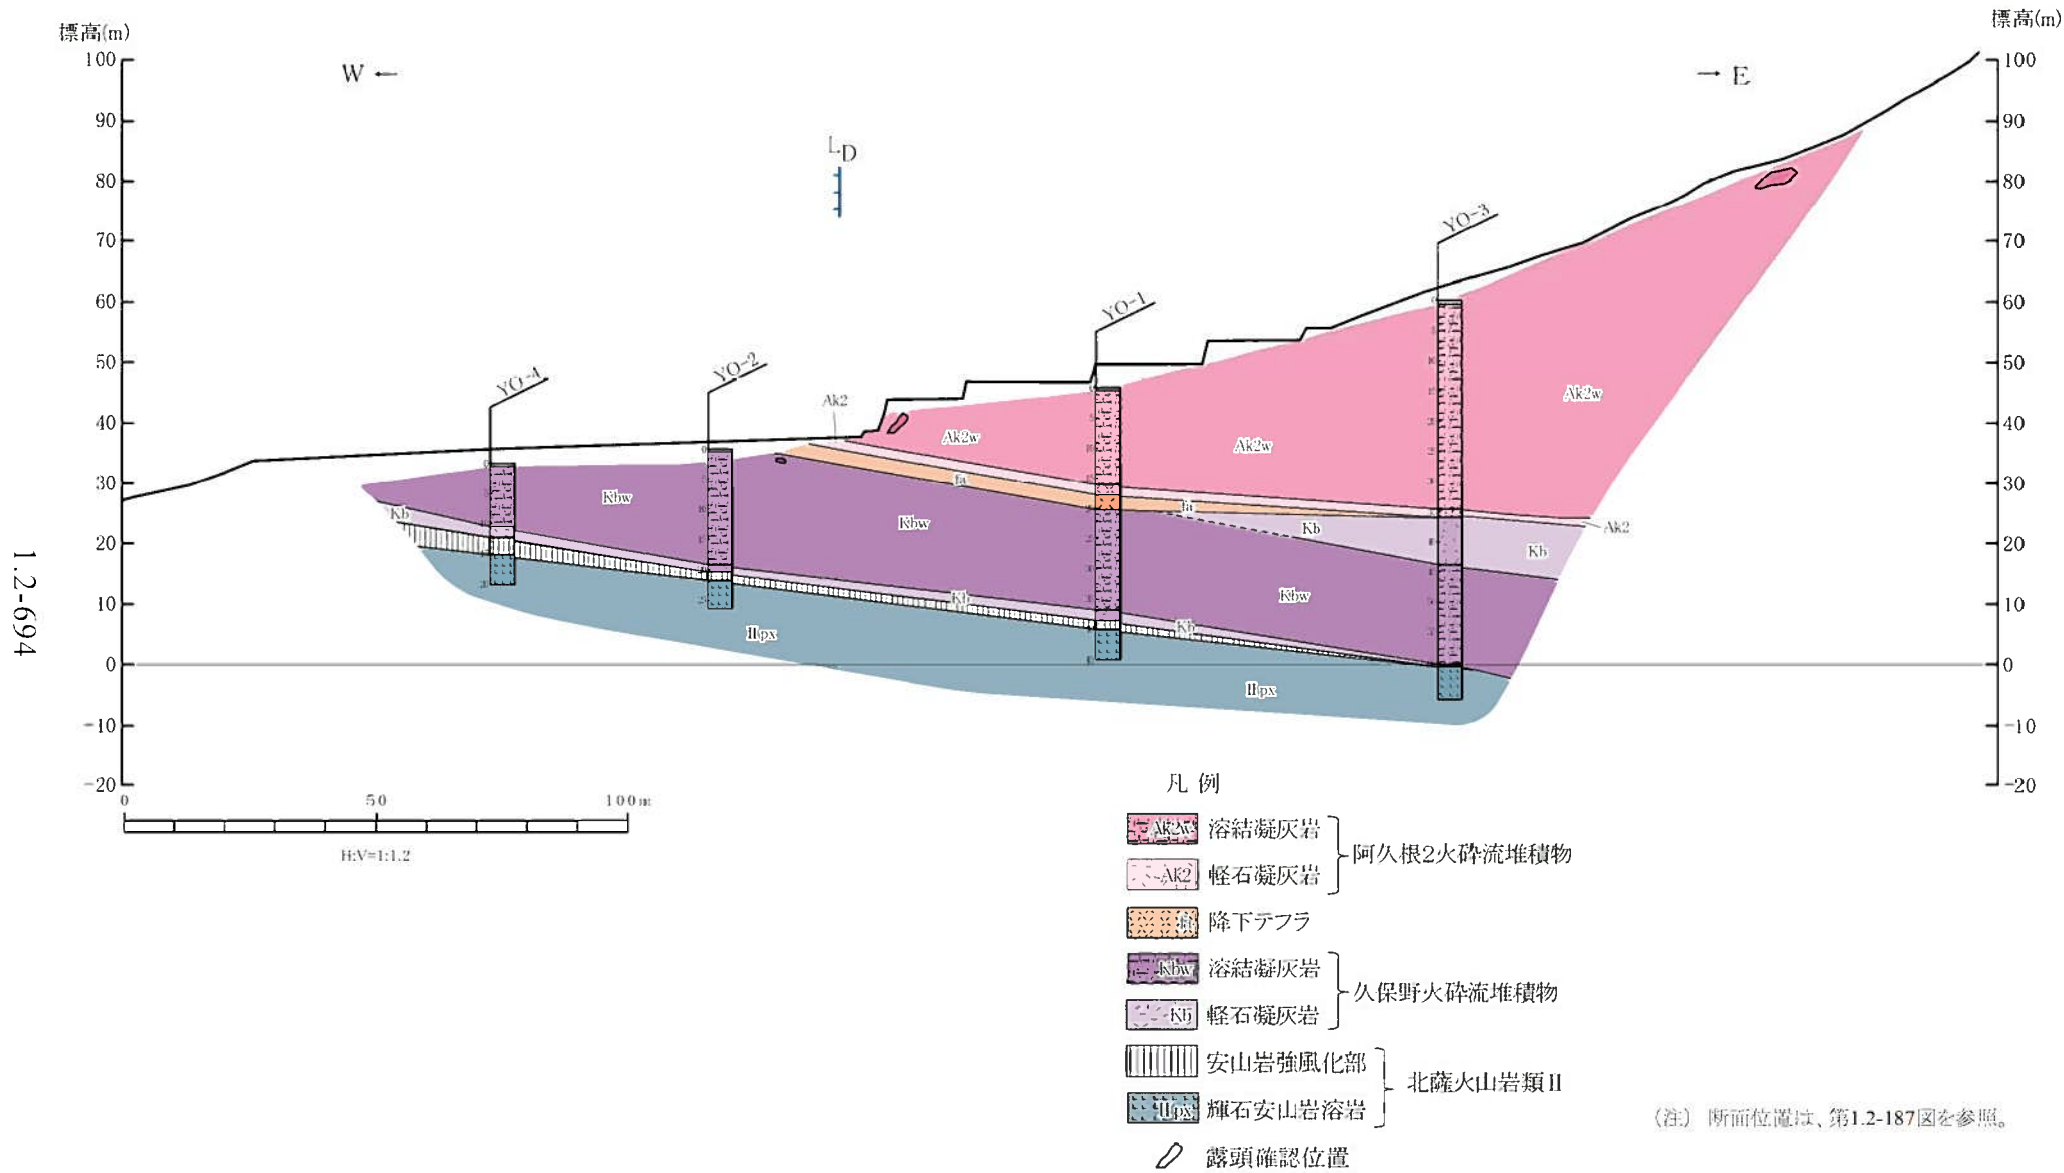 標高(m)
標高(m)
100
90
80
70
60
50
40
30
20
10
0
-10
-20
100
90
80
70
60
50
40
30
20
10
0
-10
-20
W ←
→ E
LD
YO-4
YO-2
YO-1
YO-3
Ak2
Ak2w
Ak2w
Ak2w
fa
fa
Kbw
Kbw
Kb
Kb
Ak2
Kb
Kbw
Kb
Kb
IIpx
IIpx
0 50 100m
H:V=1:1.2
凡 例
Ak2w 溶結凝灰岩
阿久根2火砕流堆積物
Ak2 軽石凝灰岩
fa 降下テフラ
Kbw 溶結凝灰岩
久保野火砕流堆積物
Kb 軽石凝灰岩
安山岩強風化部
北薩火山岩類II
IIpx 輝石安山岩溶岩
露頭確認位置
(注) 断面位置は、第1.2-187図を参照。
1.2-694